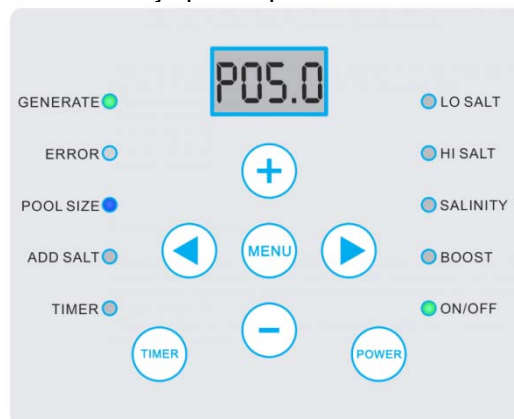 P05.0
GENERATE
LO SALT
ERROR
HI SALT
POOL SIZE
SALINITY
ADD SALT
MENU
BOOST
TIMER
ON/OFF
TIMER
POWER